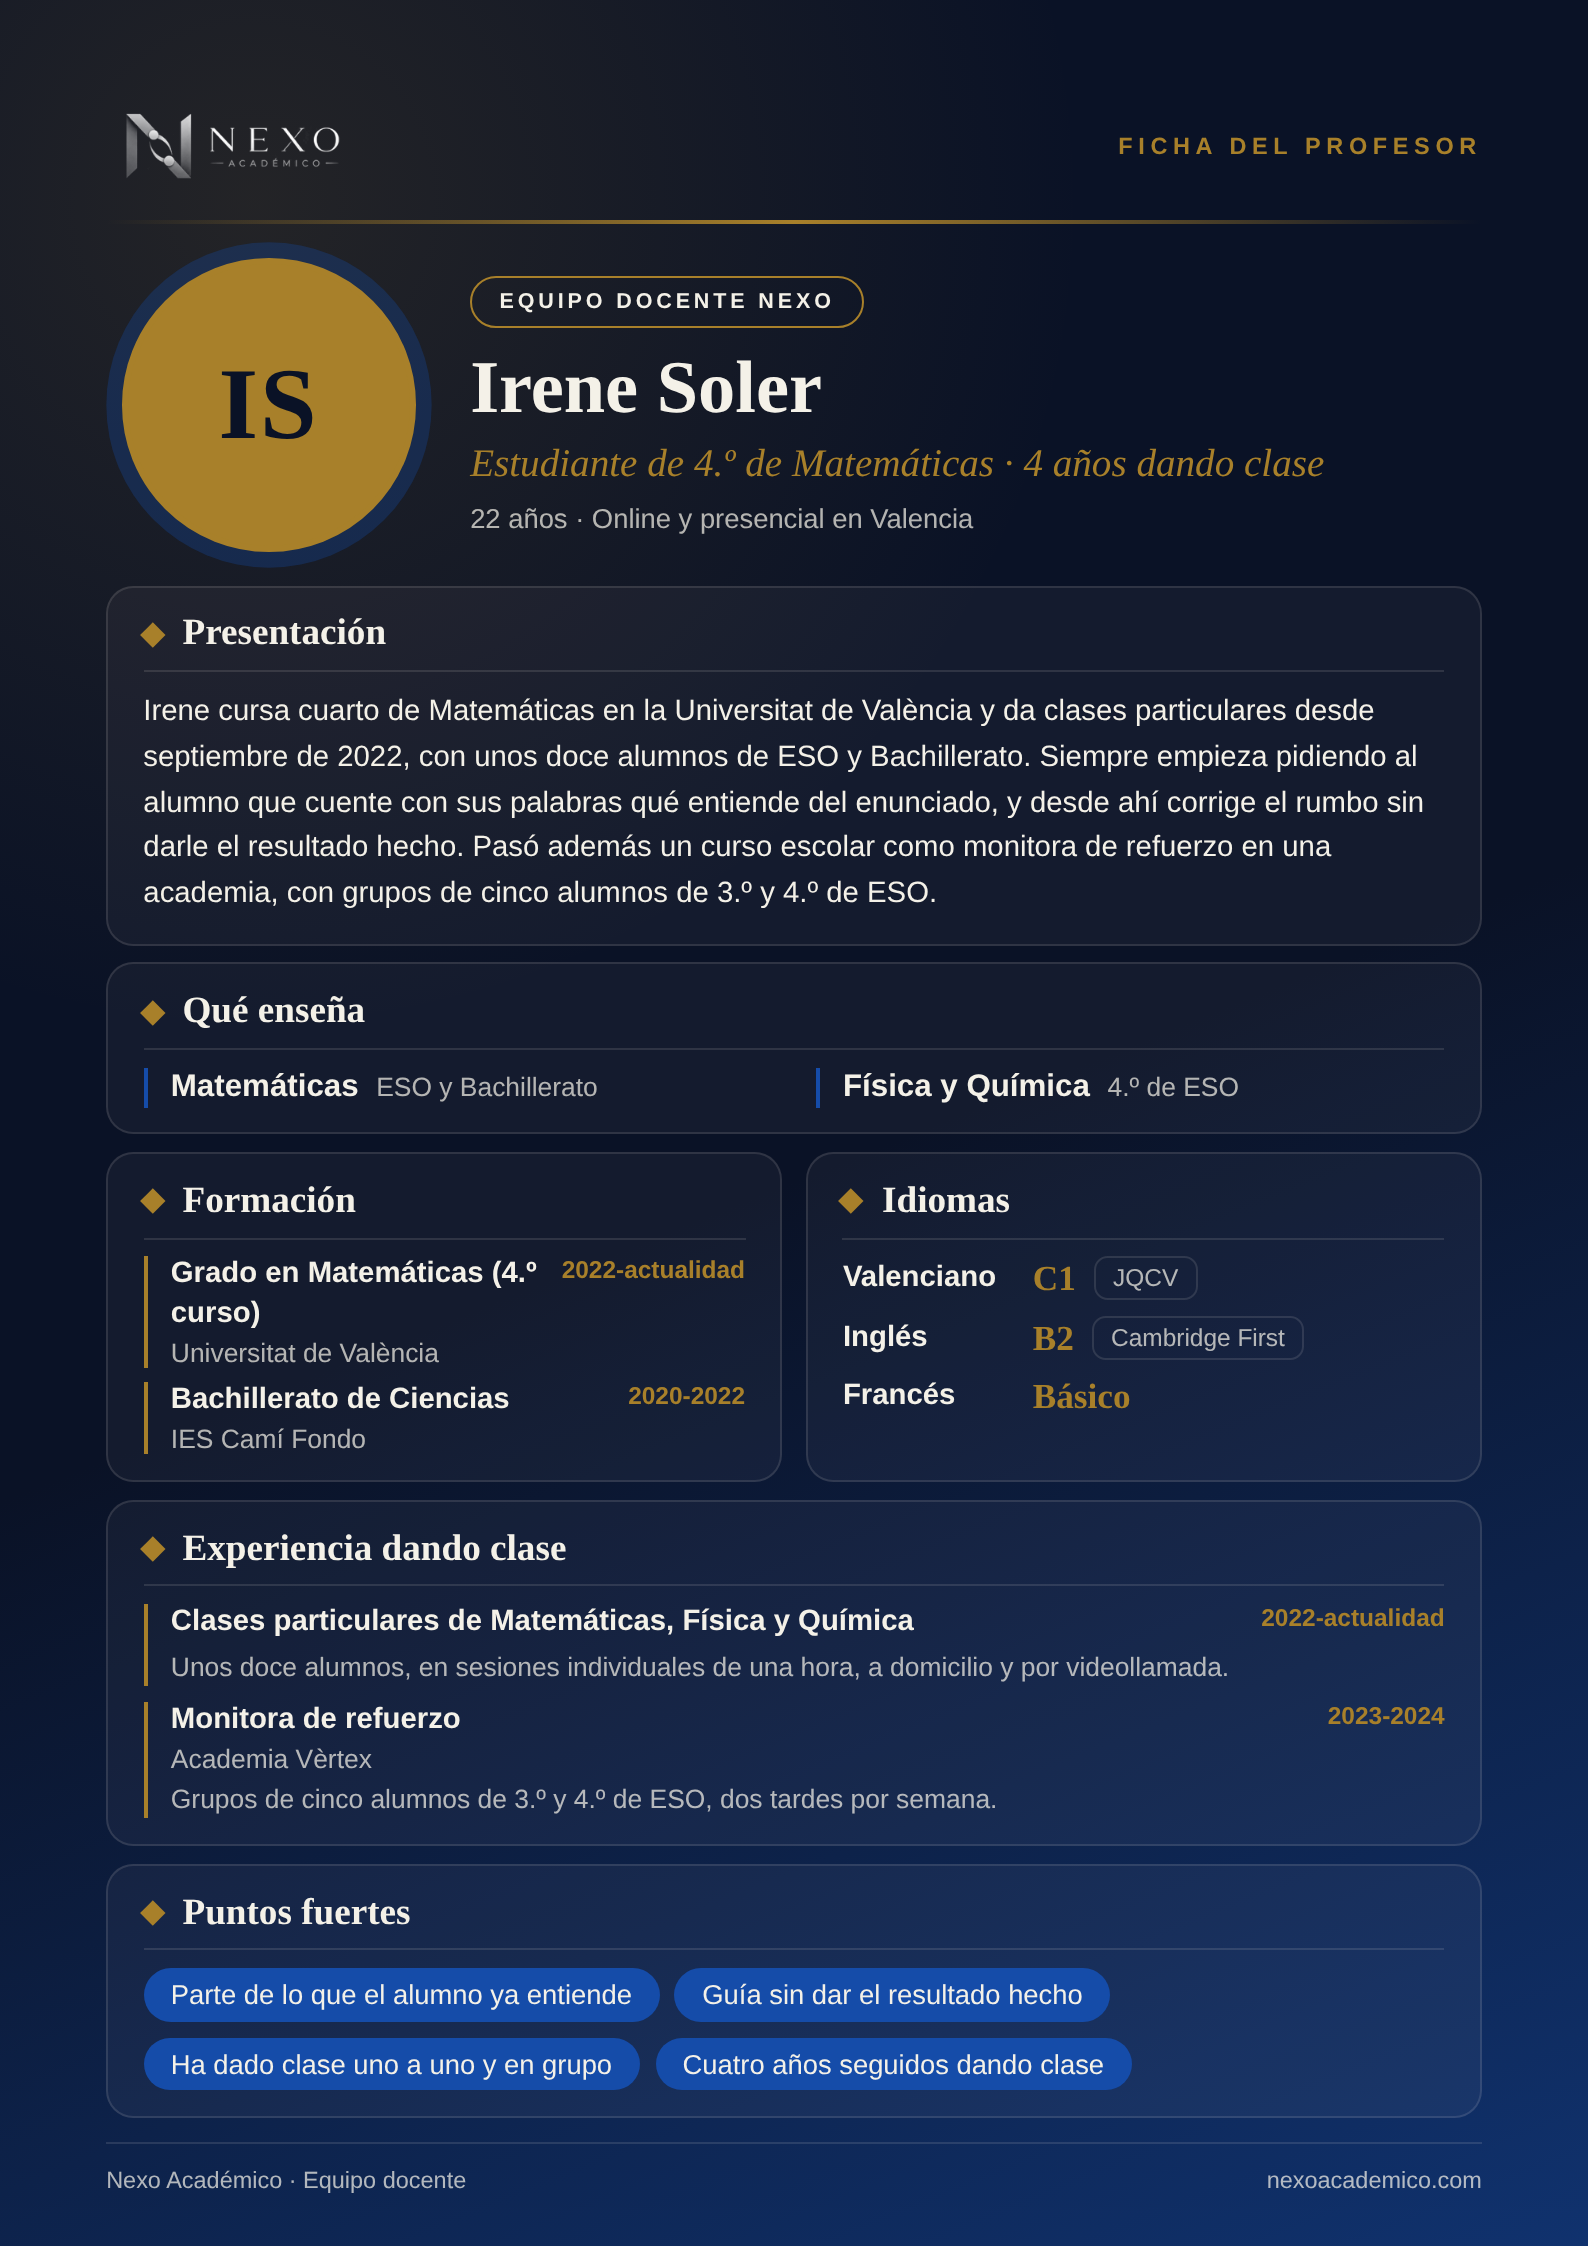 NEXO
ACADÉMICO
FICHA DEL PROFESOR
IS
EQUIPO DOCENTE NEXO
Irene Soler
Estudiante de 4.º de Matemáticas · 4 años dando clase
22 años · Online y presencial en Valencia
Presentación
Irene cursa cuarto de Matemáticas en la Universitat de València y da clases particulares desde
septiembre de 2022, con unos doce alumnos de ESO y Bachillerato. Siempre empieza pidiendo al
alumno que cuente con sus palabras qué entiende del enunciado, y desde ahí corrige el rumbo sin
darle el resultado hecho. Pasó además un curso escolar como monitora de refuerzo en una
academia, con grupos de cinco alumnos de 3.º y 4.º de ESO.
Qué enseña
Matemáticas ESO y Bachillerato
Física y Química 4.º de ESO
Formación
Grado en Matemáticas (4.º 2022-actualidad
curso)
Universitat de València
Bachillerato de Ciencias 2020-2022
IES Camí Fondo
Idiomas
Valenciano C1 JQCV
Inglés B2 Cambridge First
Francés Básico
Experiencia dando clase
Clases particulares de Matemáticas, Física y Química 2022-actualidad
Unos doce alumnos, en sesiones individuales de una hora, a domicilio y por videollamada.
Monitora de refuerzo 2023-2024
Academia Vèrtex
Grupos de cinco alumnos de 3.º y 4.º de ESO, dos tardes por semana.
Puntos fuertes
Parte de lo que el alumno ya entiende Guía sin dar el resultado hecho
Ha dado clase uno a uno y en grupo Cuatro años seguidos dando clase
Nexo Académico · Equipo docente nexoacademico.com